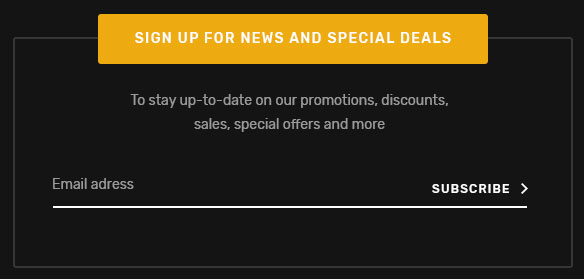 SIGN UP FOR NEWS AND SPECIAL DEALS
To stay up-to-date on our promotions, discounts,
sales, special offers and more
Email adress
SUBSCRIBE